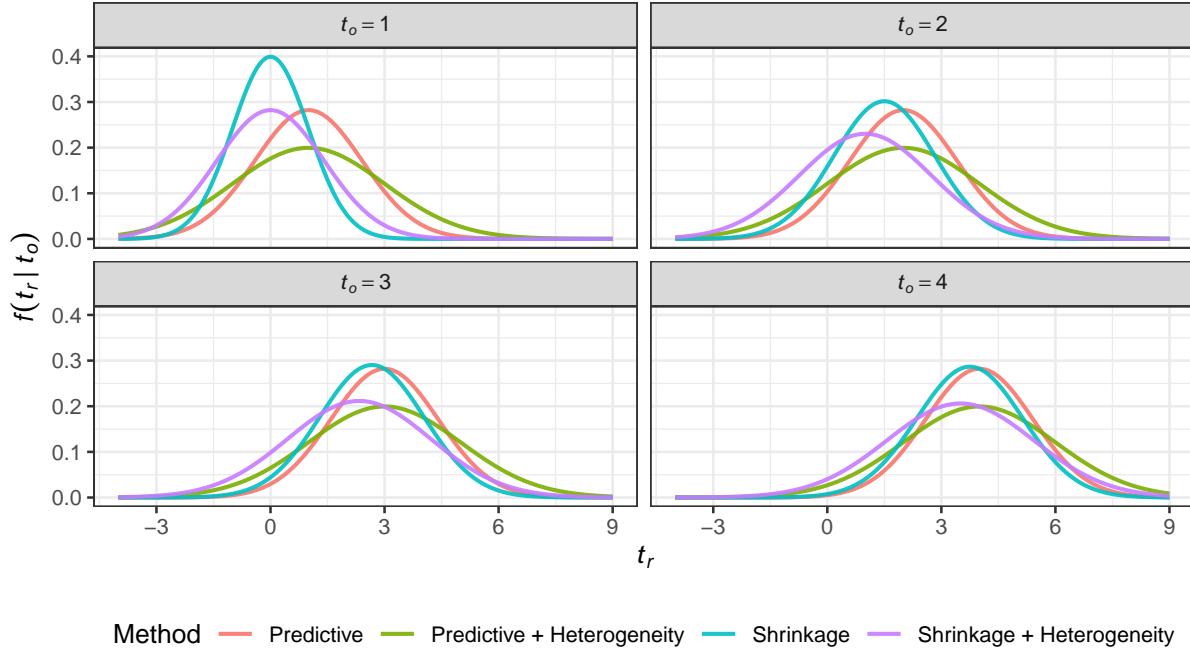 t_o = 1
t_o = 2
0.4
0.3
0.2
0.1
0.0
t_o = 3
t_o = 4
0.4
0.3
0.2
0.1
0.0
f(t_r | t_o)
−3 0 3 6 9 −3 0 3 6 9
t_r
Method Predictive Predictive + Heterogeneity Shrinkage Shrinkage + Heterogeneity